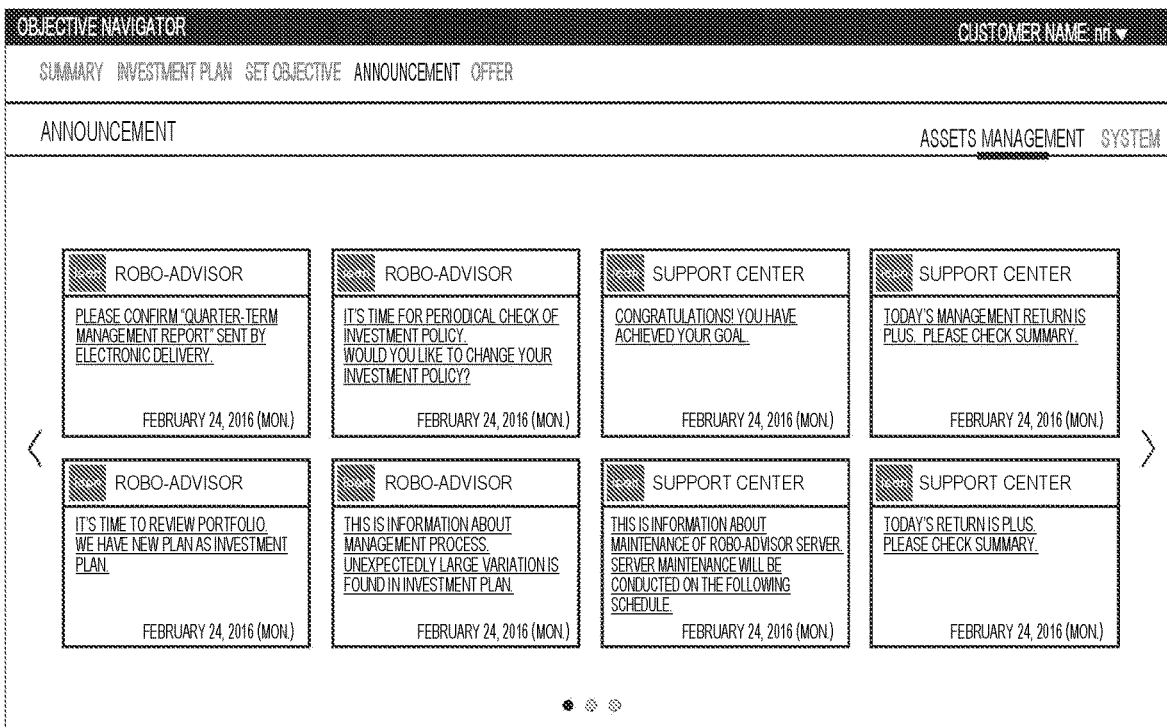 OBJECTIVE NAVIGATOR
CUSTOMER NAME: nri ▼
SUMMARY INVESTMENT PLAN SET OBJECTIVE ANNOUNCEMENT OFFER
ANNOUNCEMENT
ASSETS MANAGEMENT SYSTEM
icon ROBO-ADVISOR
PLEASE CONFIRM "QUARTER-TERM
MANAGEMENT REPORT" SENT BY
ELECTRONIC DELIVERY.
FEBRUARY 24, 2016 (MON.)
icon ROBO-ADVISOR
IT'S TIME FOR PERIODICAL CHECK OF
INVESTMENT POLICY.
WOULD YOU LIKE TO CHANGE YOUR
INVESTMENT POLICY?
FEBRUARY 24, 2016 (MON.)
icon SUPPORT CENTER
CONGRATULATIONS! YOU HAVE
ACHIEVED YOUR GOAL.
FEBRUARY 24, 2016 (MON.)
icon SUPPORT CENTER
TODAY'S MANAGEMENT RETURN IS
PLUS. PLEASE CHECK SUMMARY.
FEBRUARY 24, 2016 (MON.)
icon ROBO-ADVISOR
IT'S TIME TO REVIEW PORTFOLIO.
WE HAVE NEW PLAN AS INVESTMENT
PLAN.
FEBRUARY 24, 2016 (MON.)
icon ROBO-ADVISOR
THIS IS INFORMATION ABOUT
MANAGEMENT PROCESS.
UNEXPECTEDLY LARGE VARIATION IS
FOUND IN INVESTMENT PLAN.
FEBRUARY 24, 2016 (MON.)
icon SUPPORT CENTER
THIS IS INFORMATION ABOUT
MAINTENANCE OF ROBO-ADVISOR SERVER.
SERVER MAINTENANCE WILL BE
CONDUCTED ON THE FOLLOWING
SCHEDULE.
FEBRUARY 24, 2016 (MON.)
icon SUPPORT CENTER
TODAY'S RETURN IS PLUS.
PLEASE CHECK SUMMARY.
FEBRUARY 24, 2016 (MON.)